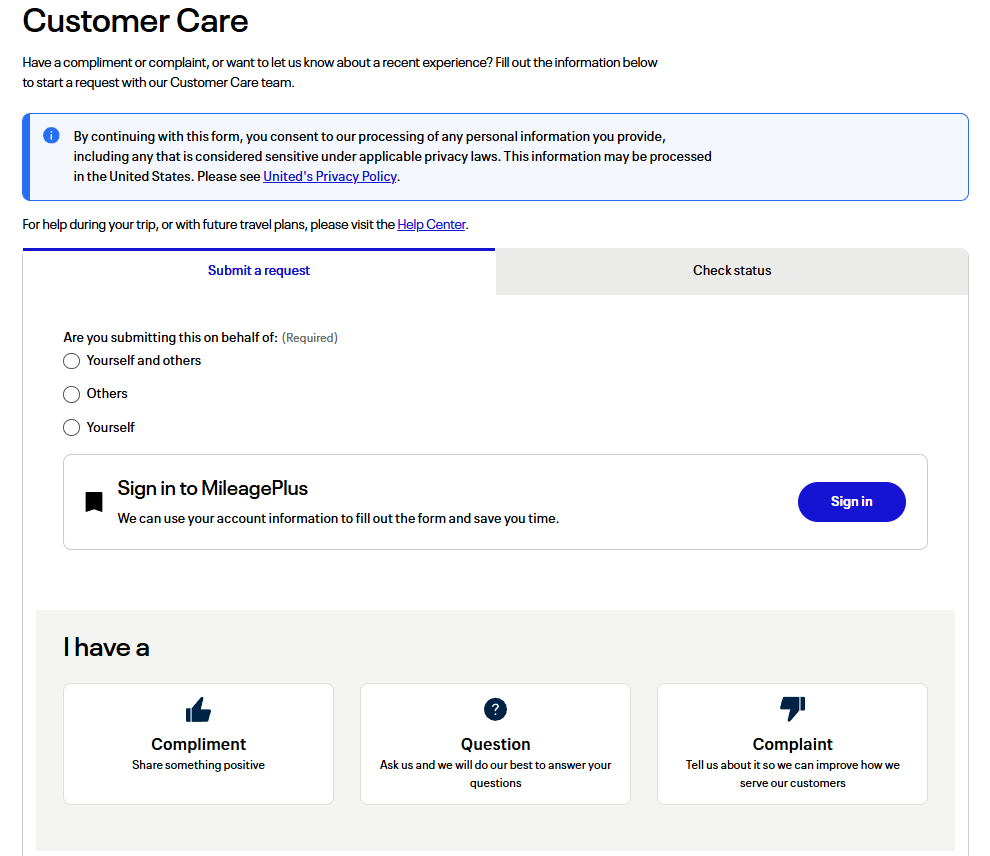 Customer Care
Have a compliment or complaint, or want to let us know about a recent experience? Fill out the information below
to start a request with our Customer Care team.
By continuing with this form, you consent to our processing of any personal information you provide,
including any that is considered sensitive under applicable privacy laws. This information may be processed
in the United States. Please see United's Privacy Policy.
For help during your trip, or with future travel plans, please visit the Help Center.
Submit a request
Check status
Are you submitting this on behalf of: (Required)
Yourself and others
Others
Yourself
Sign in to MileagePlus
We can use your account information to fill out the form and save you time.
Sign in
I have a
Compliment
Share something positive
Question
Ask us and we will do our best to answer your
questions
Complaint
Tell us about it so we can improve how we
serve our customers